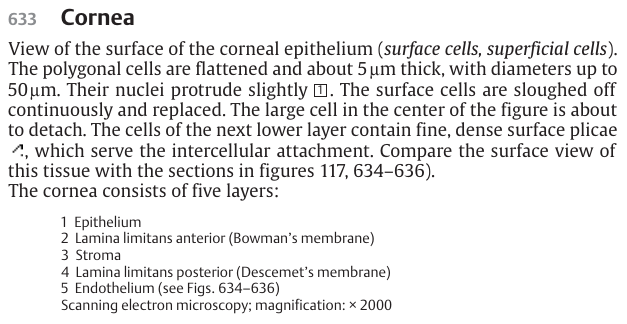 633 Cornea
View of the surface of the corneal epithelium (surface cells, superficial cells).
The polygonal cells are flattened and about 5 μm thick, with diameters up to
50 μm. Their nuclei protrude slightly 1. The surface cells are sloughed off
continuously and replaced. The large cell in the center of the figure is about
to detach. The cells of the next lower layer contain fine, dense surface plicae
, which serve the intercellular attachment. Compare the surface view of
this tissue with the sections in figures 117, 634–636).
The cornea consists of five layers:
1 Epithelium
2 Lamina limitans anterior (Bowman’s membrane)
3 Stroma
4 Lamina limitans posterior (Descemet’s membrane)
5 Endothelium (see Figs. 634–636)
Scanning electron microscopy; magnification: × 2000